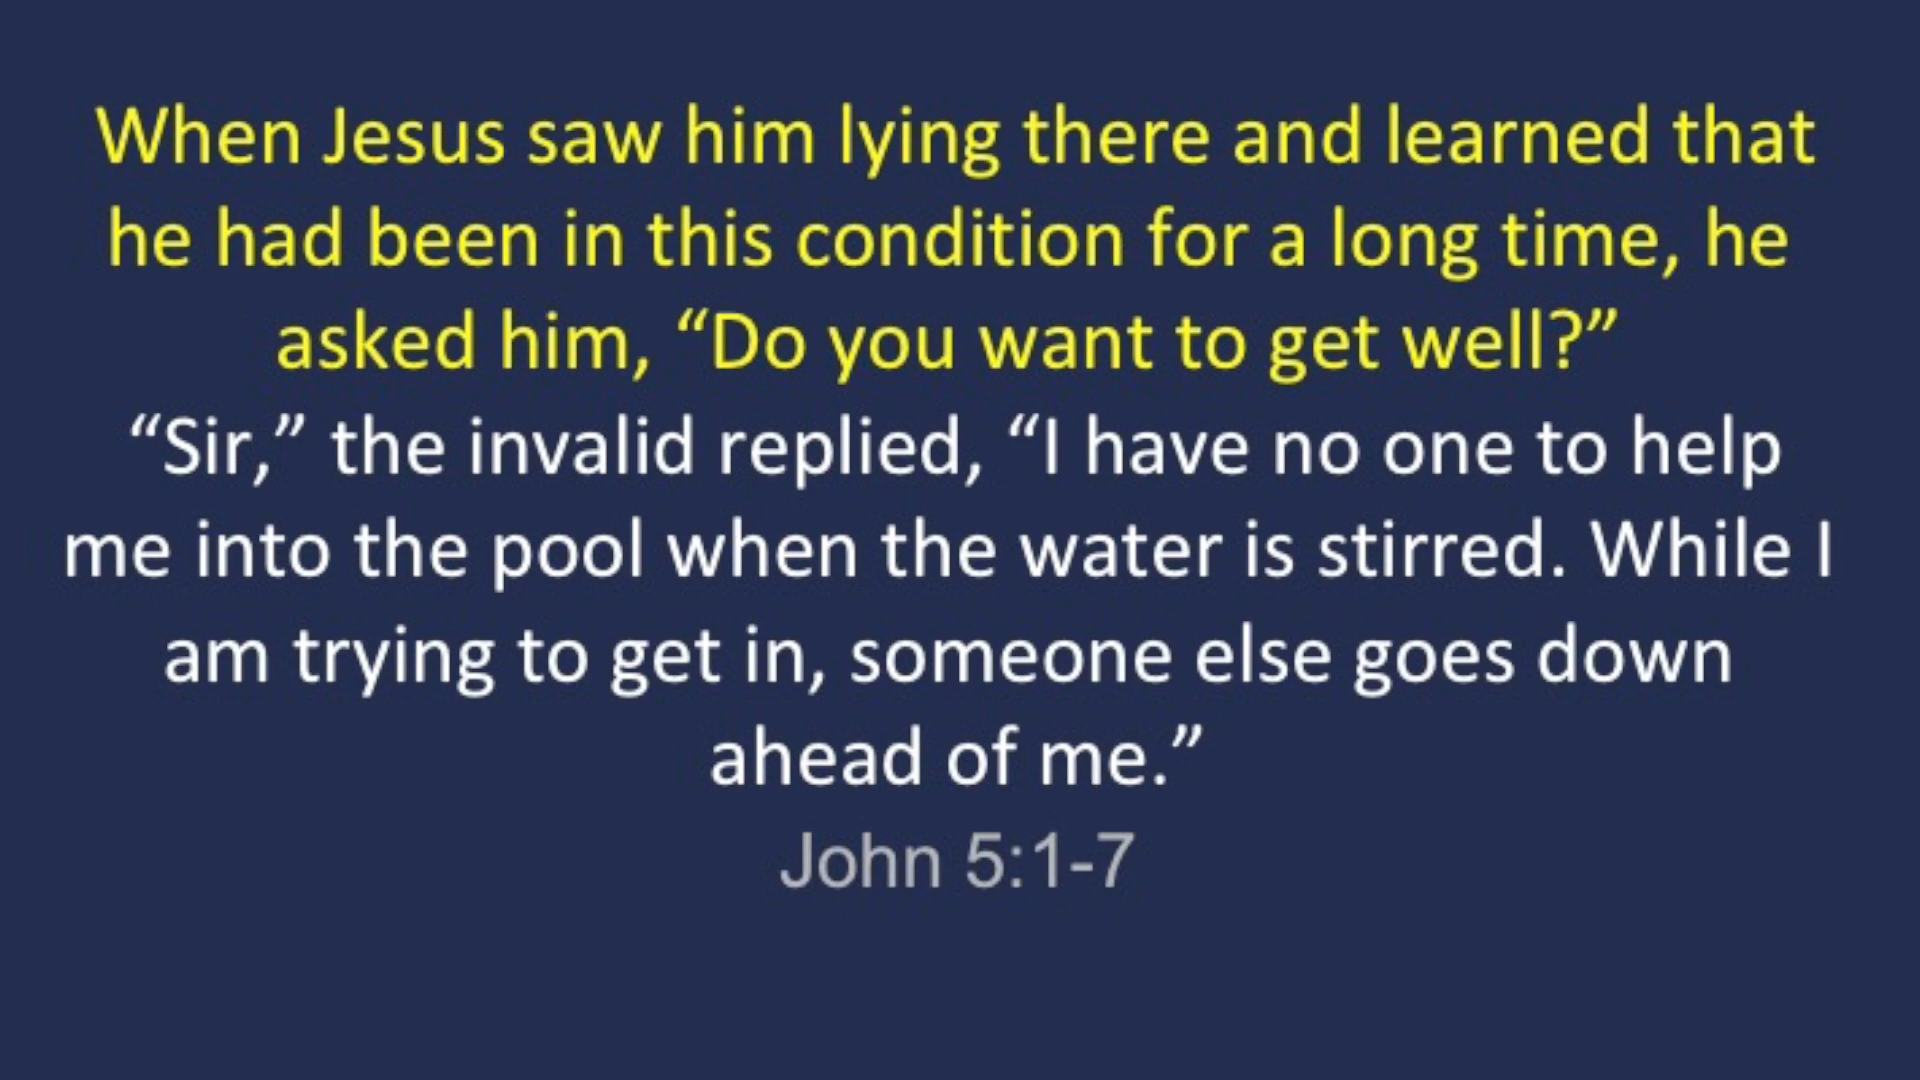 When Jesus saw him lying there and learned that
he had been in this condition for a long time, he
asked him, “Do you want to get well?”
“Sir,” the invalid replied, “I have no one to help
me into the pool when the water is stirred. While I
am trying to get in, someone else goes down
ahead of me.”
John 5:1-7